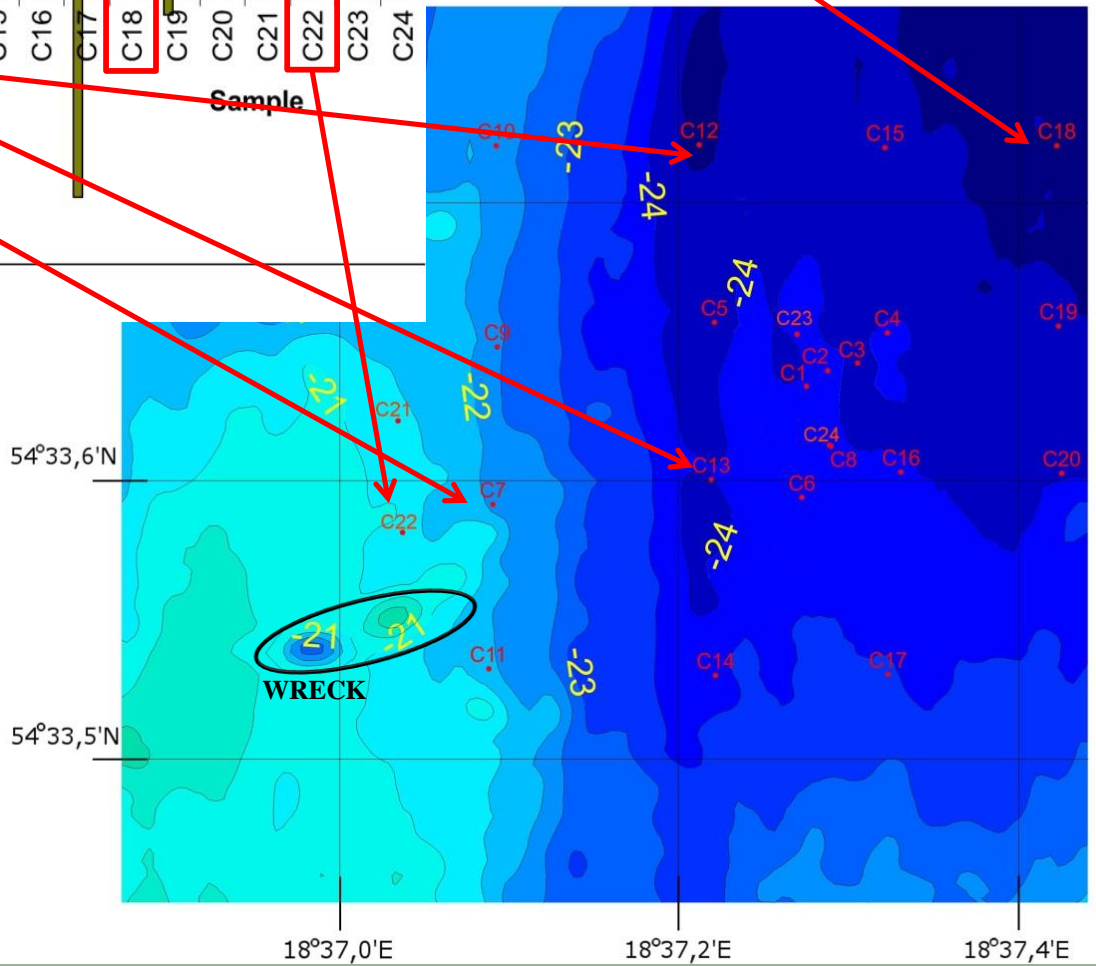 C15 C16 C17 C18 C19 C20 C21 C22 C23 C24
Sample
C10
-23
C12
C15
C18
-24
-24
C5
C23
C4
C19
C9
C2
C3
C1
-21
-22
C21
C24
54°33,6'N
C13
C8
C16
C20
C7
C6
C22
-24
-21
-21
C11
-23
C14
C17
WRECK
54°33,5'N
18°37,0'E
18°37,2'E
18°37,4'E